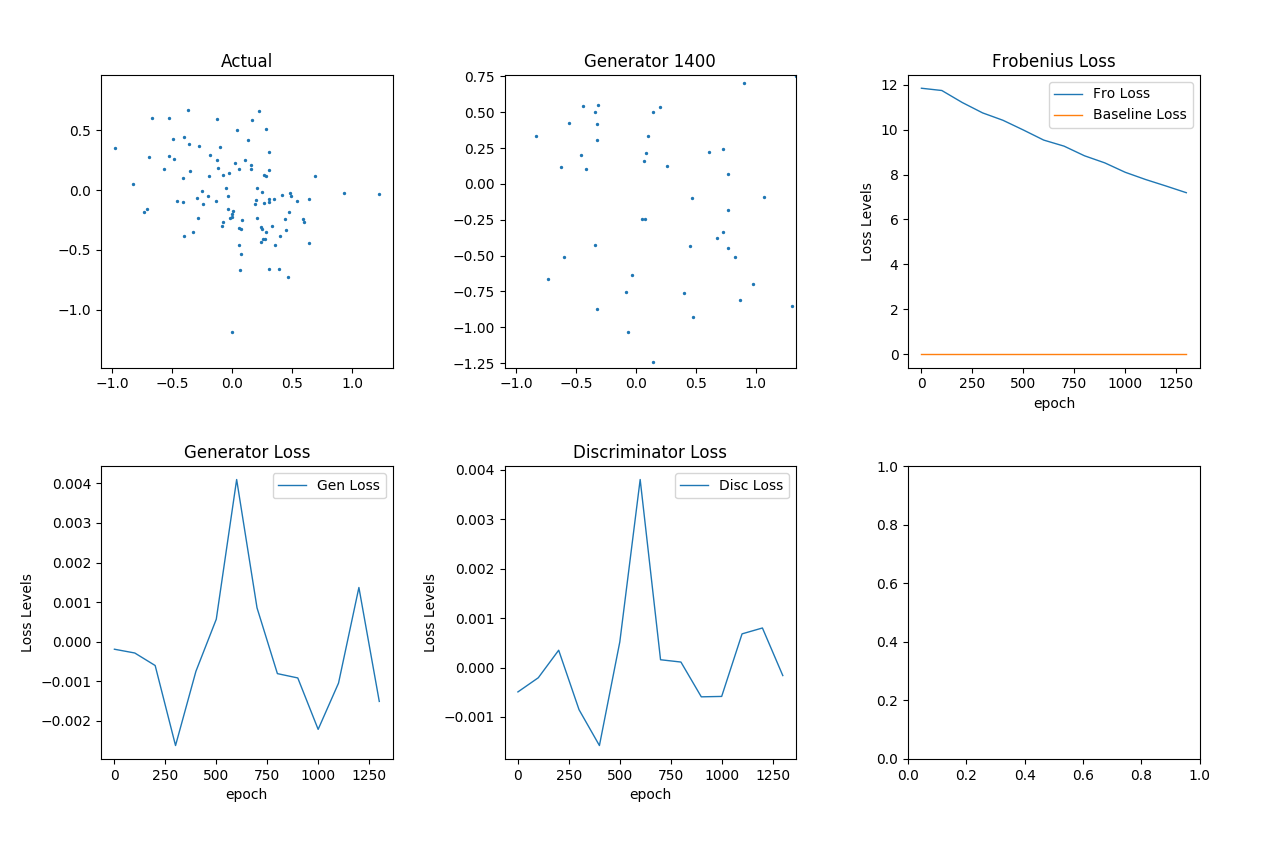 Actual
0.5
0.0
−0.5
−1.0
−1.0 −0.5 0.0 0.5 1.0
Generator 1400
0.75
0.50
0.25
0.00
−0.25
−0.50
−0.75
−1.00
−1.25
−1.0 −0.5 0.0 0.5 1.0
Frobenius Loss
Fro Loss
Baseline Loss
Loss Levels
12
10
8
6
4
2
0
0 250 500 750 1000 1250
epoch
Generator Loss
Gen Loss
Loss Levels
0.004
0.003
0.002
0.001
0.000
−0.001
−0.002
0 250 500 750 1000 1250
epoch
Discriminator Loss
Disc Loss
Loss Levels
0.004
0.003
0.002
0.001
0.000
−0.001
0 250 500 750 1000 1250
epoch
1.0
0.8
0.6
0.4
0.2
0.0
0.0 0.2 0.4 0.6 0.8 1.0